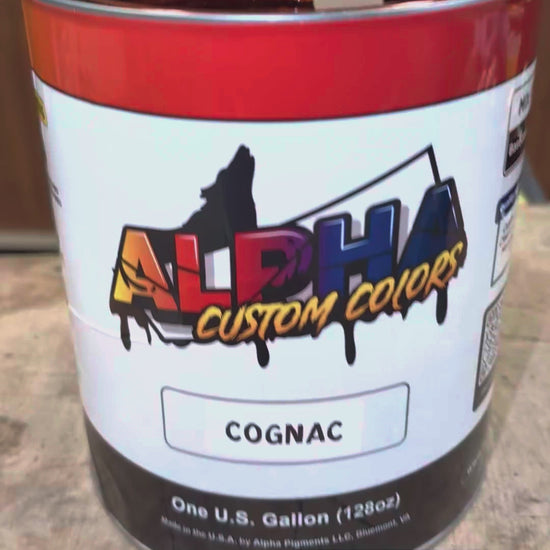 ALPHA
CUSTOM COLORS
COGNAC
One U.S. Gallon (128oz)
Made in the U.S.A. by Alpha Pigments LLC. Bluemont, VA